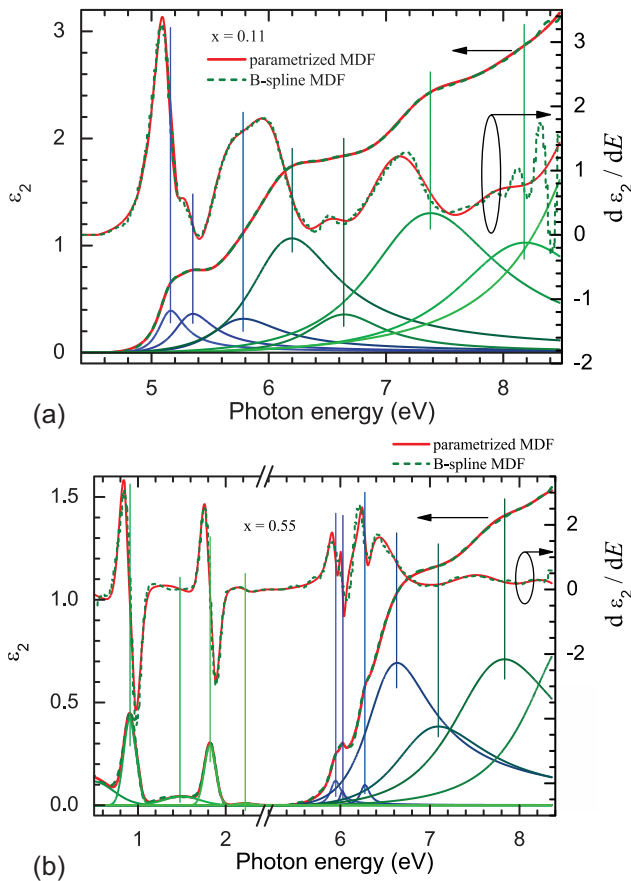 x = 0.11
parametrized MDF
B-spline MDF
3
2
1
0
ε2
3
2
1
0
-1
-2
d ε2 / dE
5
6
7
8
(a)
Photon energy (eV)
parametrized MDF
B-spline MDF
x = 0.55
1.5
1.0
0.5
0.0
ε2
2
0
-2
d ε2 / dE
1
2
6
7
8
(b)
Photon energy (eV)